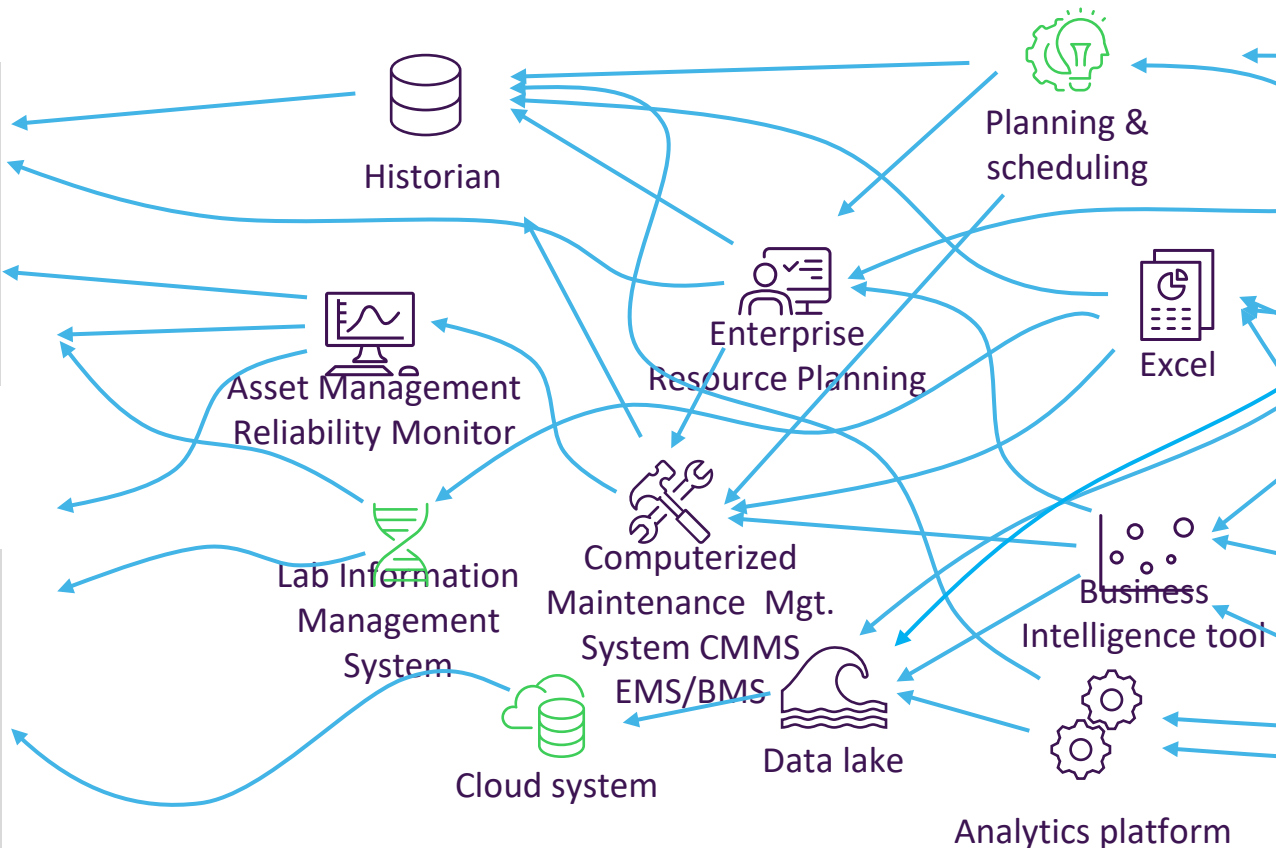 Planning &
scheduling
Historian
Enterprise
Resource Planning
Excel
Asset Management
Reliability Monitor
Computerized
Maintenance  Mgt.
System CMMS
EMS/BMS
Lab Information
Management
System
Business
Intelligence tool
Data lake
Cloud system
Analytics platform